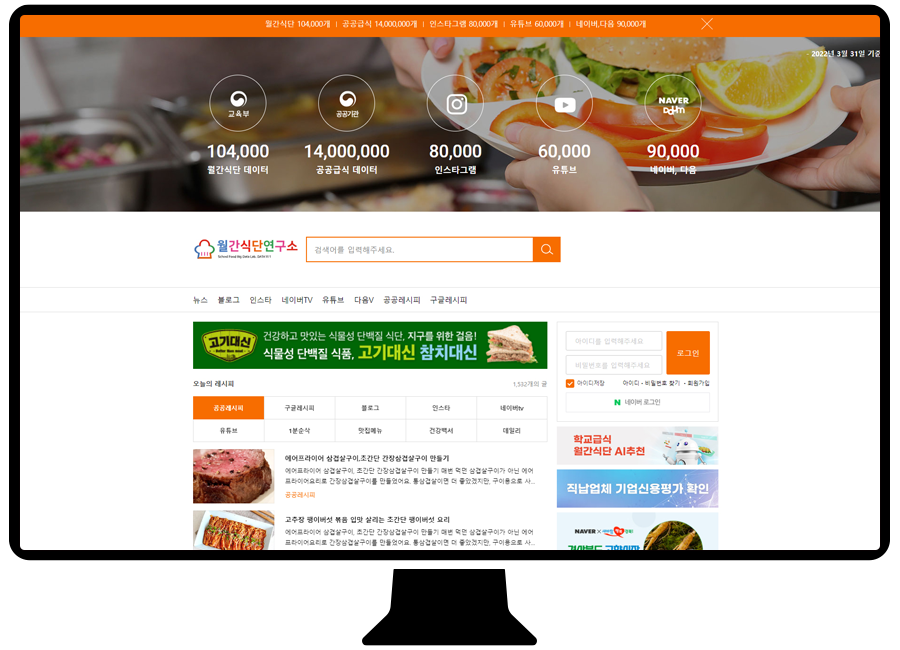 월간식단 104,000개 | 공공급식 14,000,000개 | 인스타그램 80,000개 | 유튜브 60,000개 | 네이버,다음 90,000개
- 2022년 3월 31일 기준
교육부
공공기관
NAVER
Daum
104,000 14,000,000 80,000 60,000 90,000
월간식단 데이터 공공급식 데이터 인스타그램 유튜브 네이버, 다음
월간식단연구소
검색어를 입력해주세요.
뉴스 블로그 인스타 네이버TV 유튜브 다음V 공공레시피 구글레시피
고기대신
건강하고 맛있는 식물성 단백질 식단, 지구를 위한 걸음!
식물성 단백질 식품, 고기대신 참치대신
오늘의 레시피 1,532개의 글
공공레시피 구글레시피 블로그 인스타 네이버tv
유튜브 1분순삭 맛집메뉴 건강백서 데일리
에어프라이어 삼겹살구이,초간단 간장삼겹살구이 만들기
에어프라이어 삼겹살구이, 초간단 간장삼겹살구이 만들기 매번 먹면 삼겹살구이가 아닌 에어
프라이어요리로 간장삼겹살구이를 만들었어요. 통삼겹살이면 더 좋았겠지만, 구이용으로 사...
공공레시피
고추장 팽이버섯 볶음 입맛 살리는 초간단 팽이버섯 요리
에어프라이어 삼겹살구이, 초간단 간장삼겹살구이 만들기 매번 먹면 삼겹살구이가 아닌 에어
프라이어요리로 간장삼겹살구이를 만들었어요. 통삼겹살이면 더 좋았겠지만, 구이용으로 사...
아이디를 입력해주세요
비밀번호를 입력해주세요
로그인
아이디저장 아이디 · 비밀번호 찾기 · 회원가입
N 네이버 로그인
학교급식
월간식단 AI추천
직납업체 기업신용평가 확인
NAVER ×